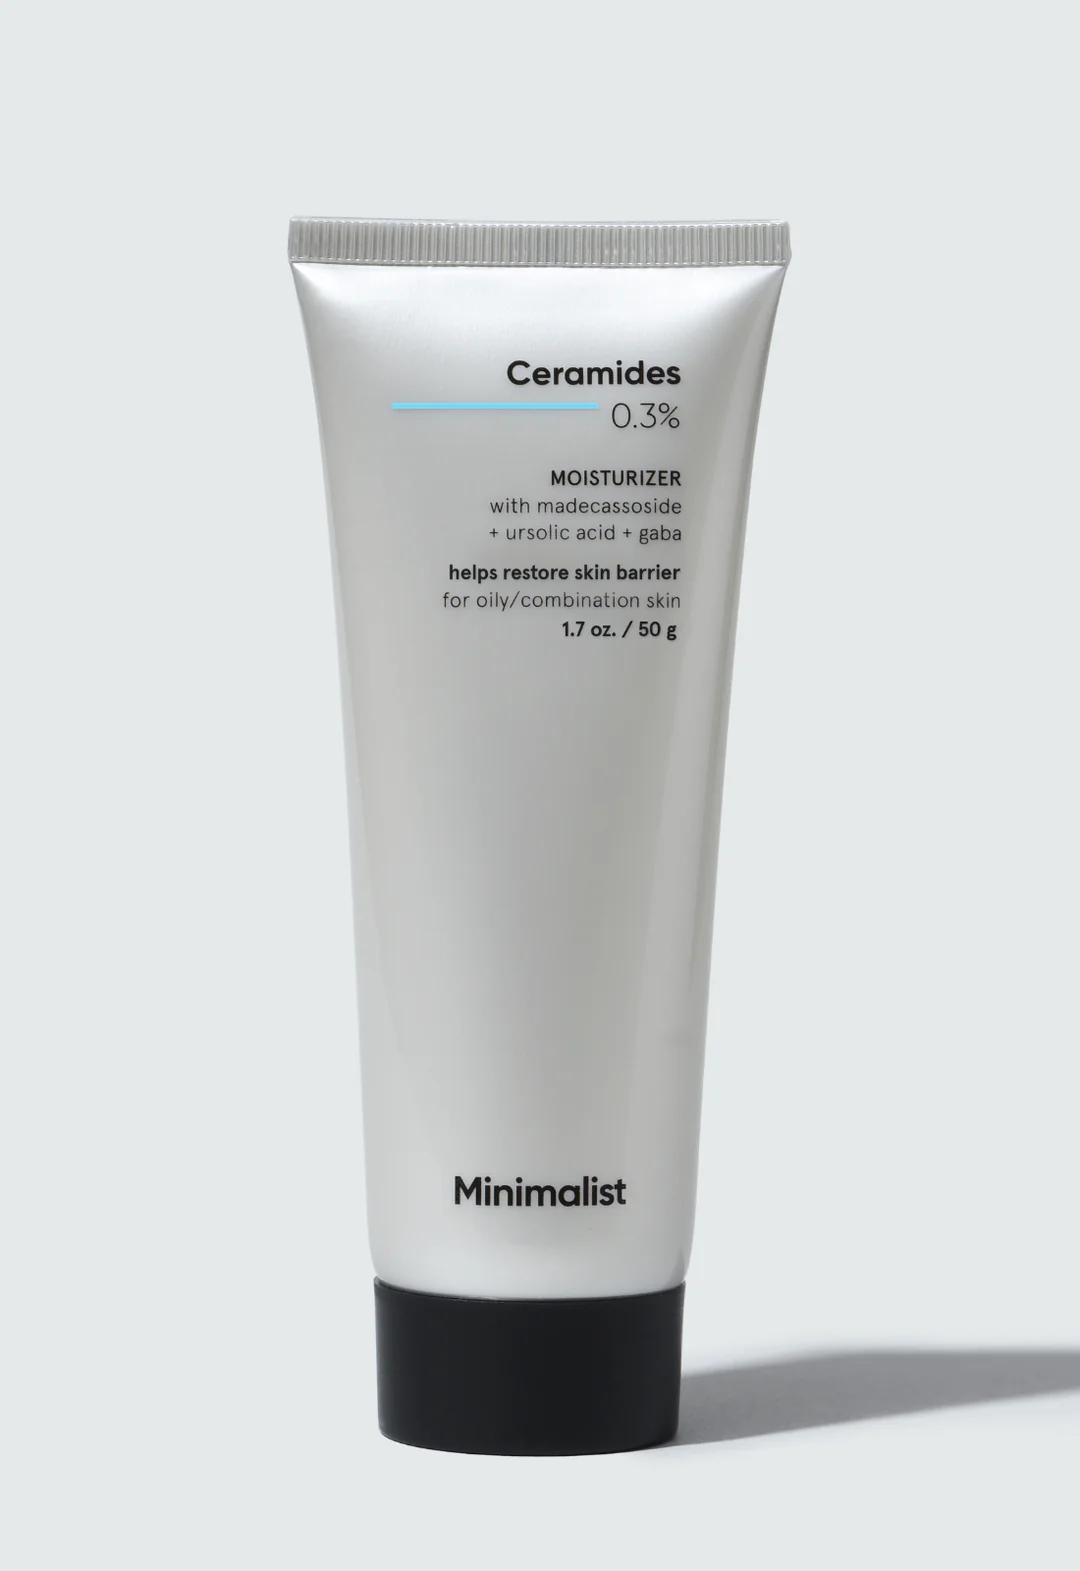 Ceramides
0.3%
MOISTURIZER
with madecassoside
+ ursolic acid + gaba
helps restore skin barrier
for oily/combination skin
1.7 oz. / 50 g
Minimalist